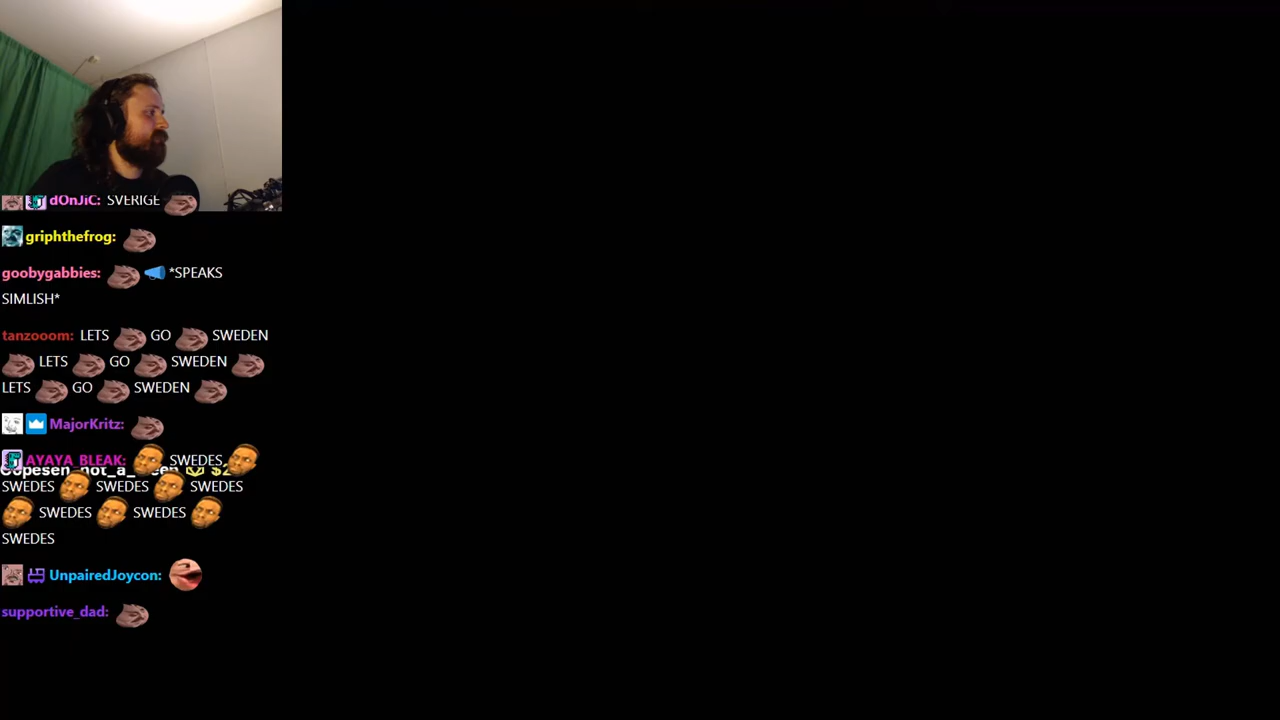 dOnJiC: SVERIGE
griphthefrog:
goobygabbies: *SPEAKS
SIMLISH*
tanzooom: LETS GO SWEDEN
LETS GO SWEDEN
LETS GO SWEDEN
MajorKritz:
AYAYA_BLEAK: SWEDES
SWEDES SWEDES SWEDES
SWEDES SWEDES
SWEDES
UnpairedJoycon:
supportive_dad: